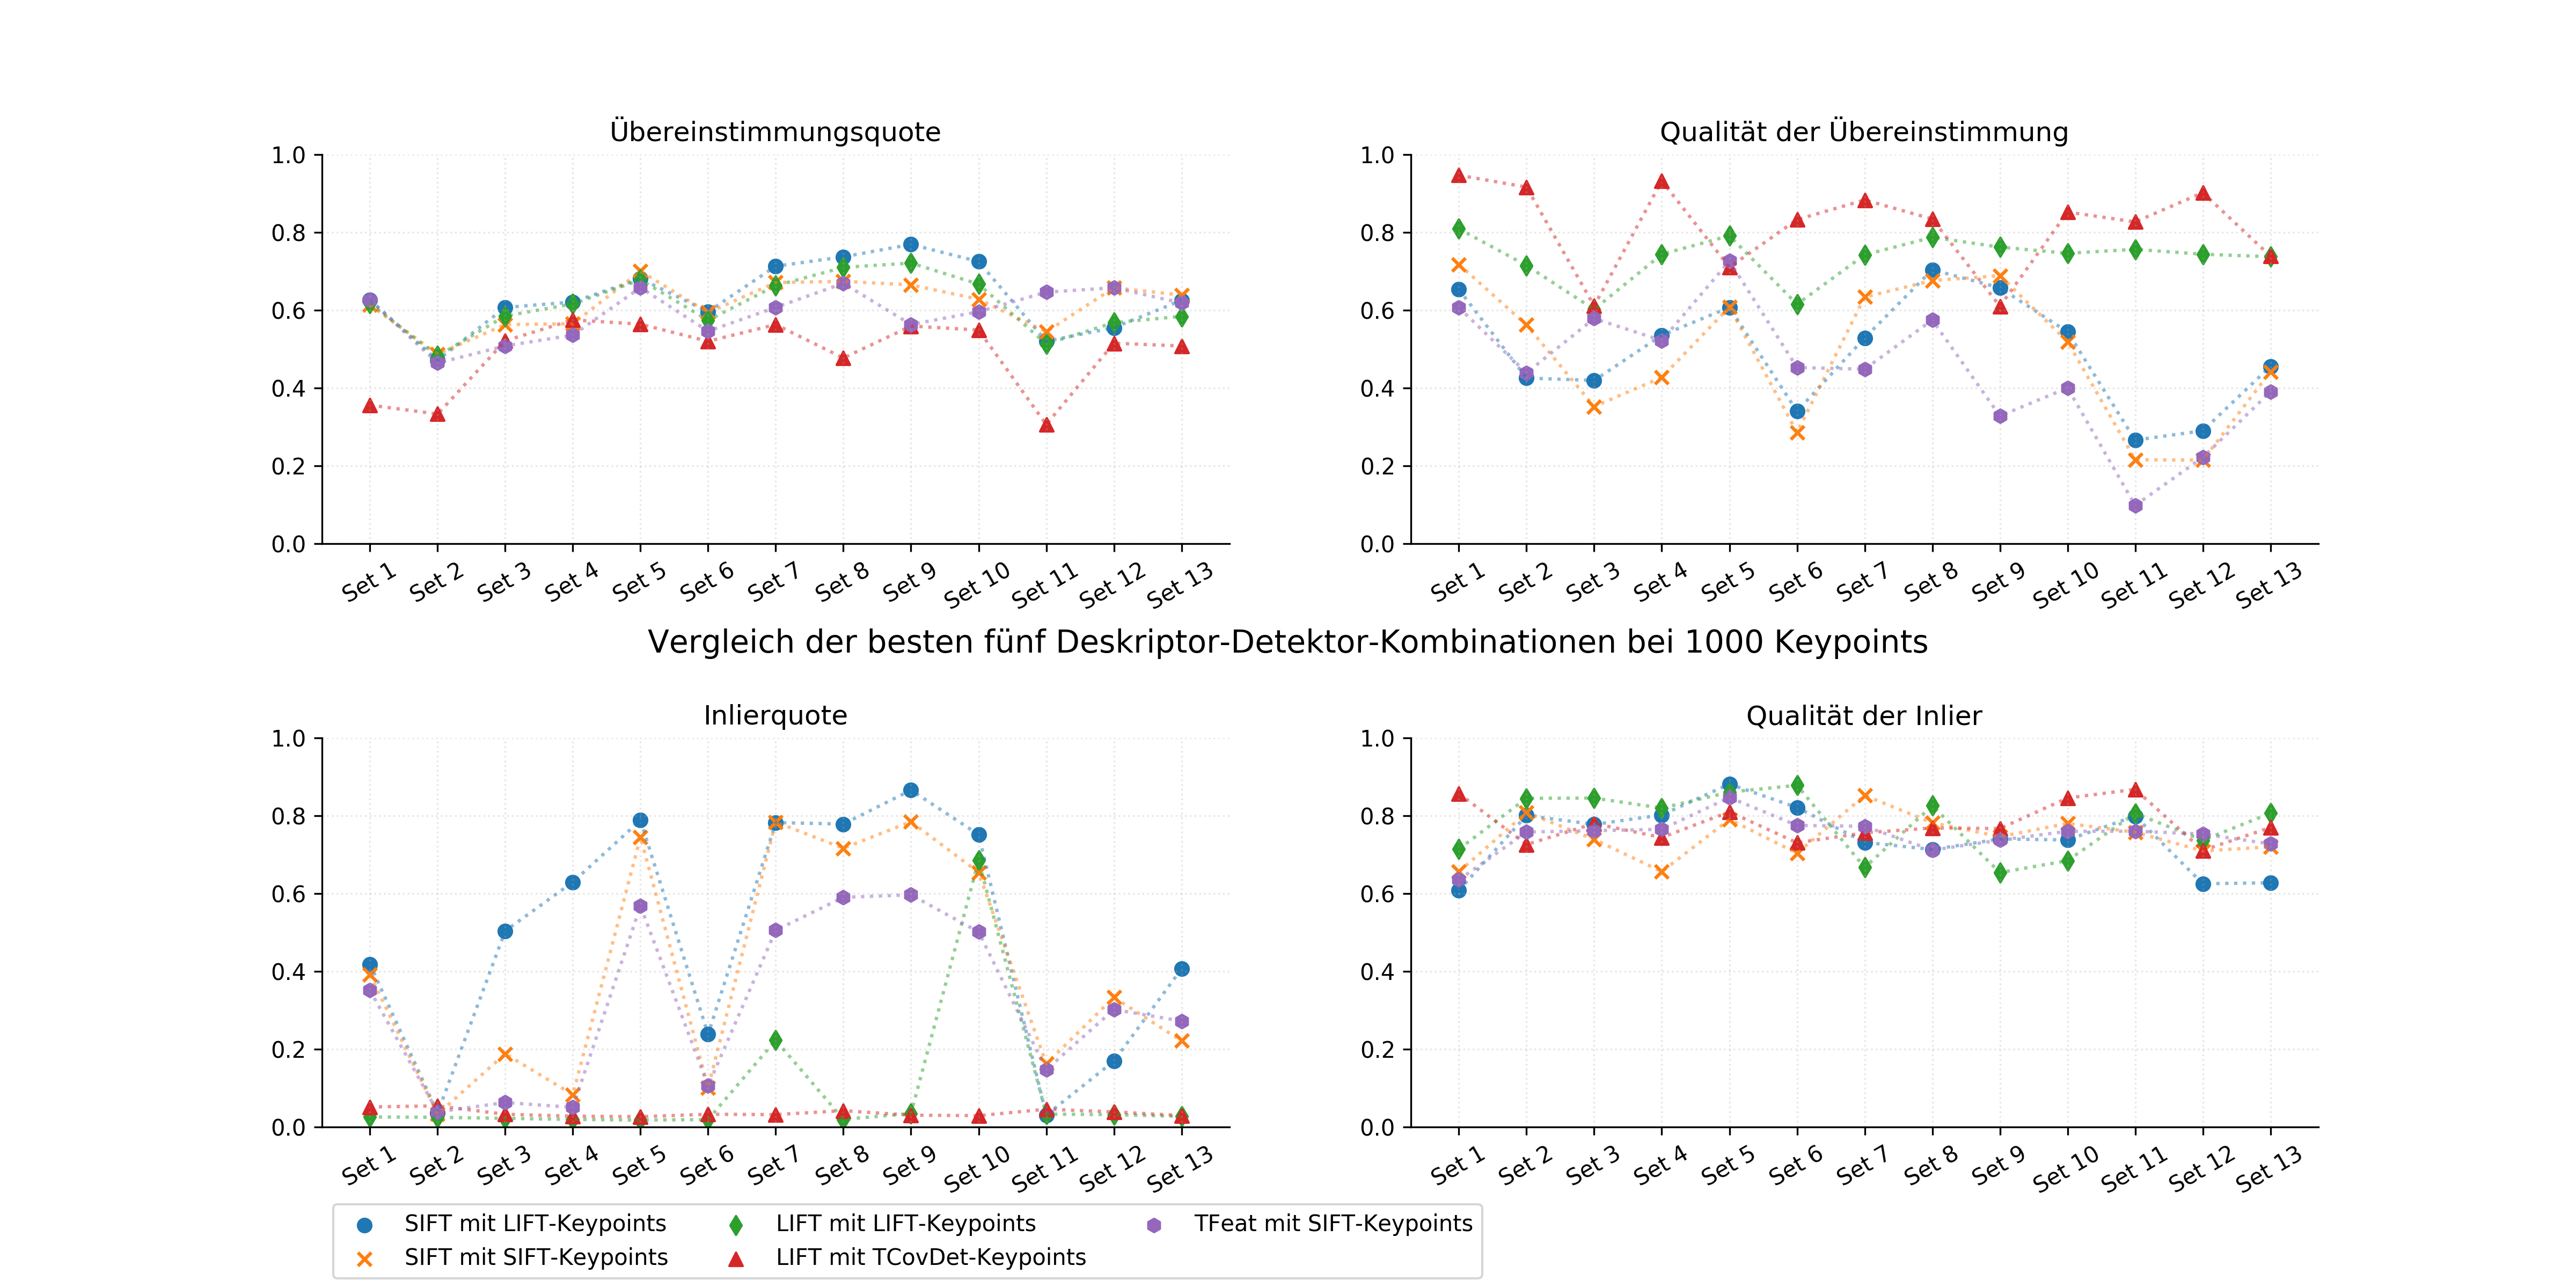 Übereinstimmungsquote
1.0
0.8
0.6
0.4
0.2
0.0
Set 1 Set 2 Set 3 Set 4 Set 5 Set 6 Set 7 Set 8 Set 9 Set 10 Set 11 Set 12 Set 13
Qualität der Übereinstimmung
1.0
0.8
0.6
0.4
0.2
0.0
Set 1 Set 2 Set 3 Set 4 Set 5 Set 6 Set 7 Set 8 Set 9 Set 10 Set 11 Set 12 Set 13
Vergleich der besten fünf Deskriptor-Detektor-Kombinationen bei 1000 Keypoints
Inlierquote
1.0
0.8
0.6
0.4
0.2
0.0
Set 1 Set 2 Set 3 Set 4 Set 5 Set 6 Set 7 Set 8 Set 9 Set 10 Set 11 Set 12 Set 13
Qualität der Inlier
1.0
0.8
0.6
0.4
0.2
0.0
Set 1 Set 2 Set 3 Set 4 Set 5 Set 6 Set 7 Set 8 Set 9 Set 10 Set 11 Set 12 Set 13
SIFT mit LIFT-Keypoints
SIFT mit SIFT-Keypoints
LIFT mit LIFT-Keypoints
LIFT mit TCovDet-Keypoints
TFeat mit SIFT-Keypoints